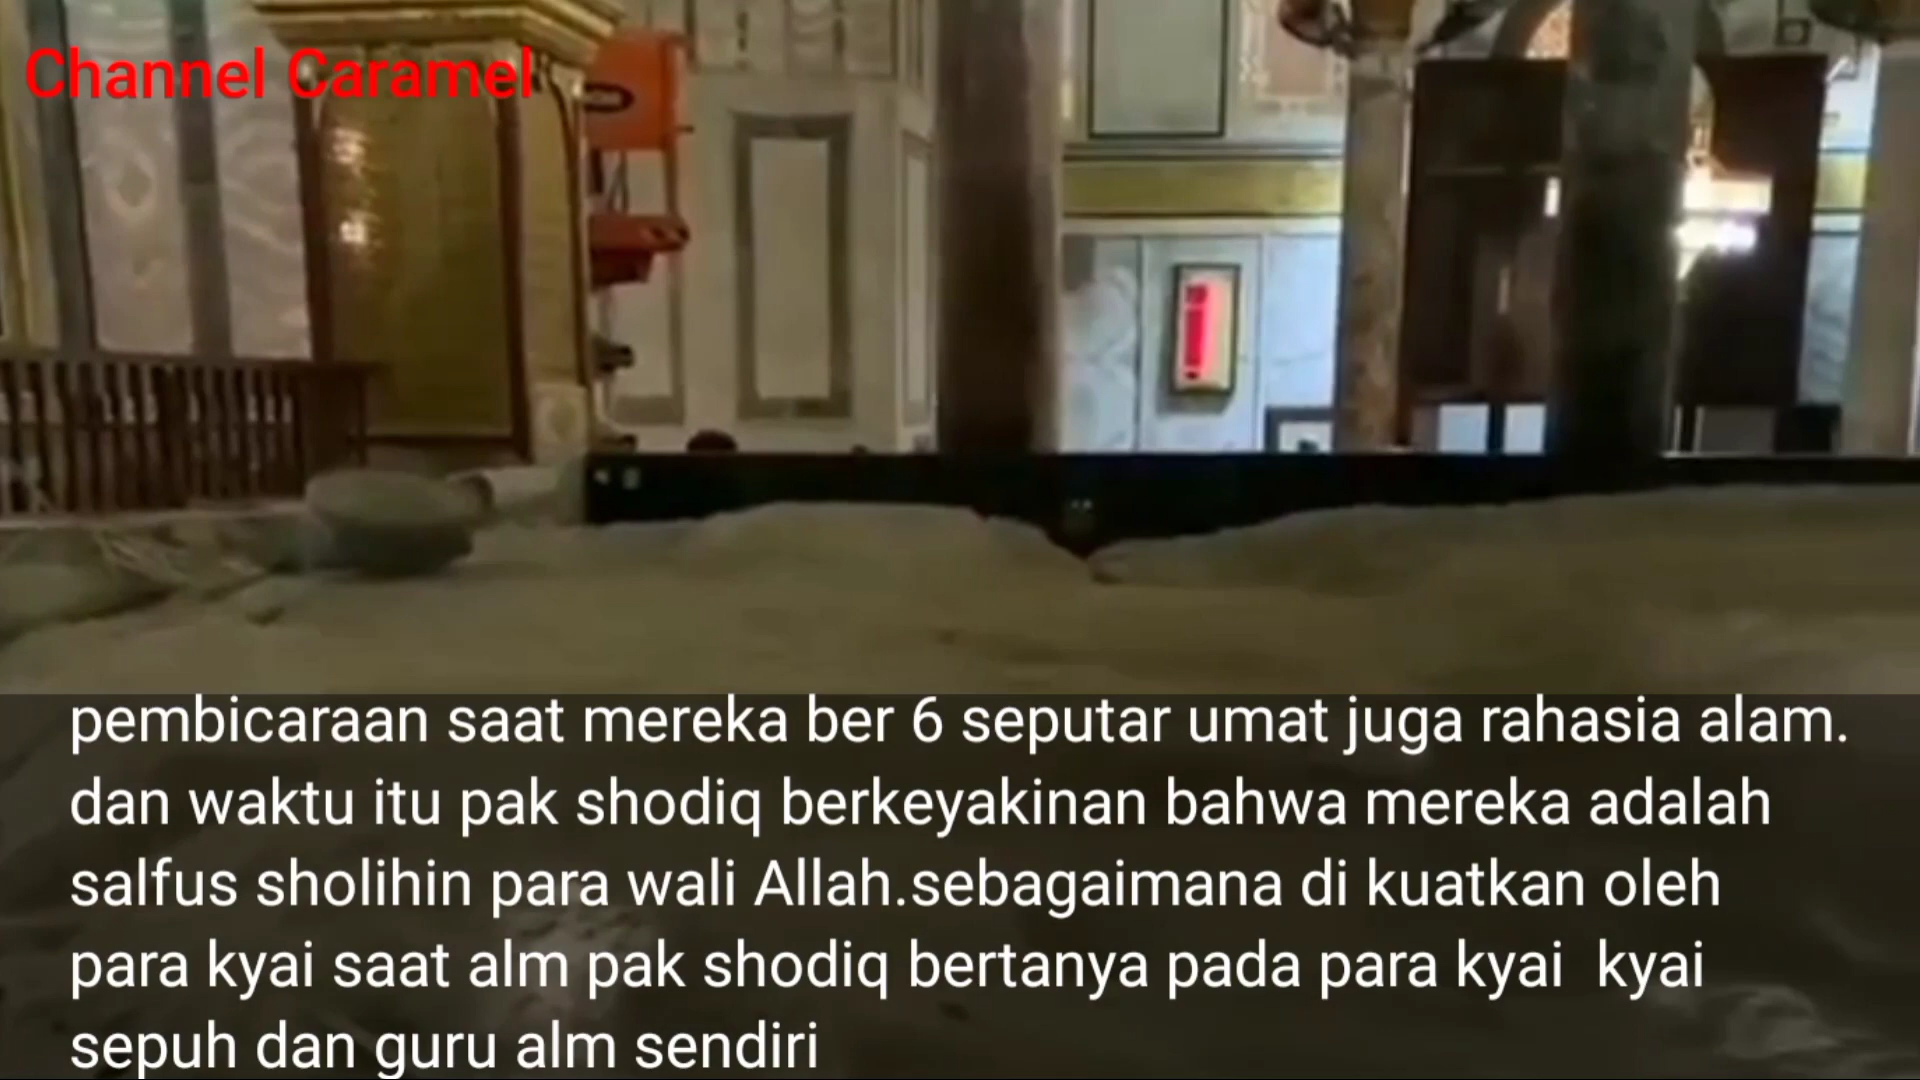 Channel Caramel
pembicaraan saat mereka ber 6 seputar umat juga rahasia alam.
dan waktu itu pak shodiq berkeyakinan bahwa mereka adalah
salfus sholihin para wali Allah.sebagaimana di kuatkan oleh
para kyai saat alm pak shodiq bertanya pada para kyai  kyai
sepuh dan guru alm sendiri